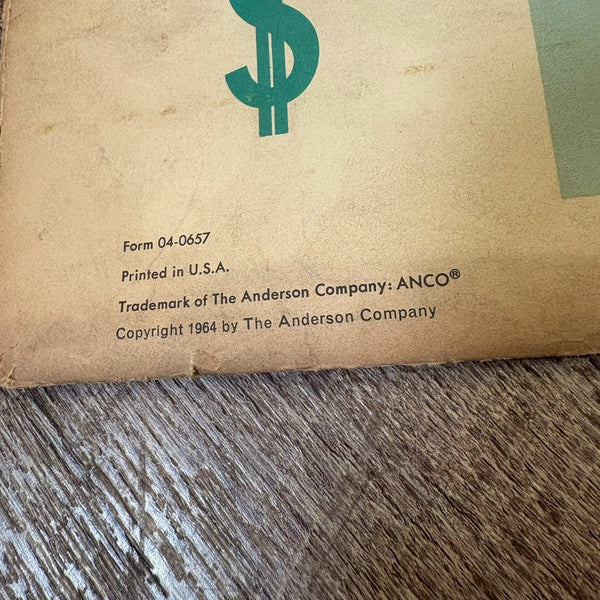 $
Form 04-0657
Printed in U.S.A.
Trademark of The Anderson Company: ANCO®
Copyright 1964 by The Anderson Company